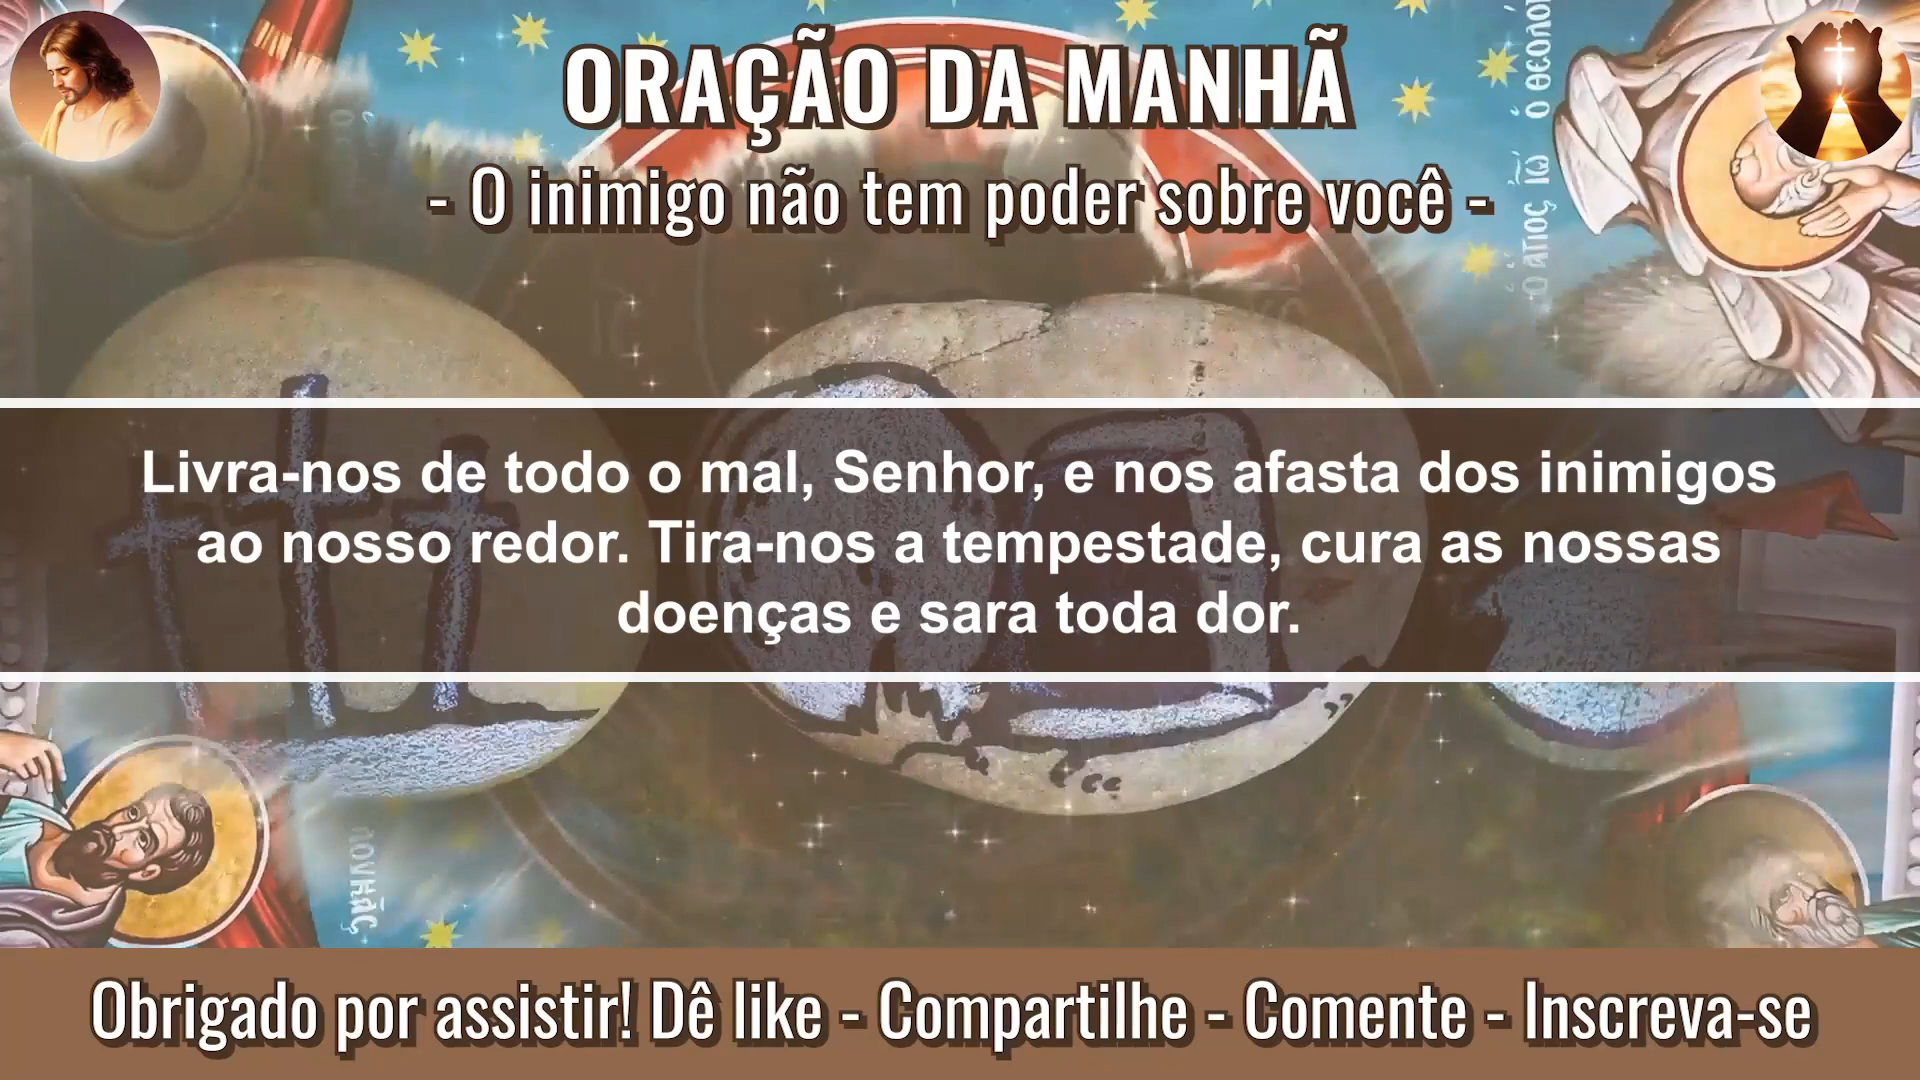 ORAÇÃO DA MANHÃ
- O inimigo não tem poder sobre você -
Livra-nos de todo o mal, Senhor, e nos afasta dos inimigos
ao nosso redor. Tira-nos a tempestade, cura as nossas
doenças e sara toda dor.
Obrigado por assistir! Dê like - Compartilhe - Comente - Inscreva-se